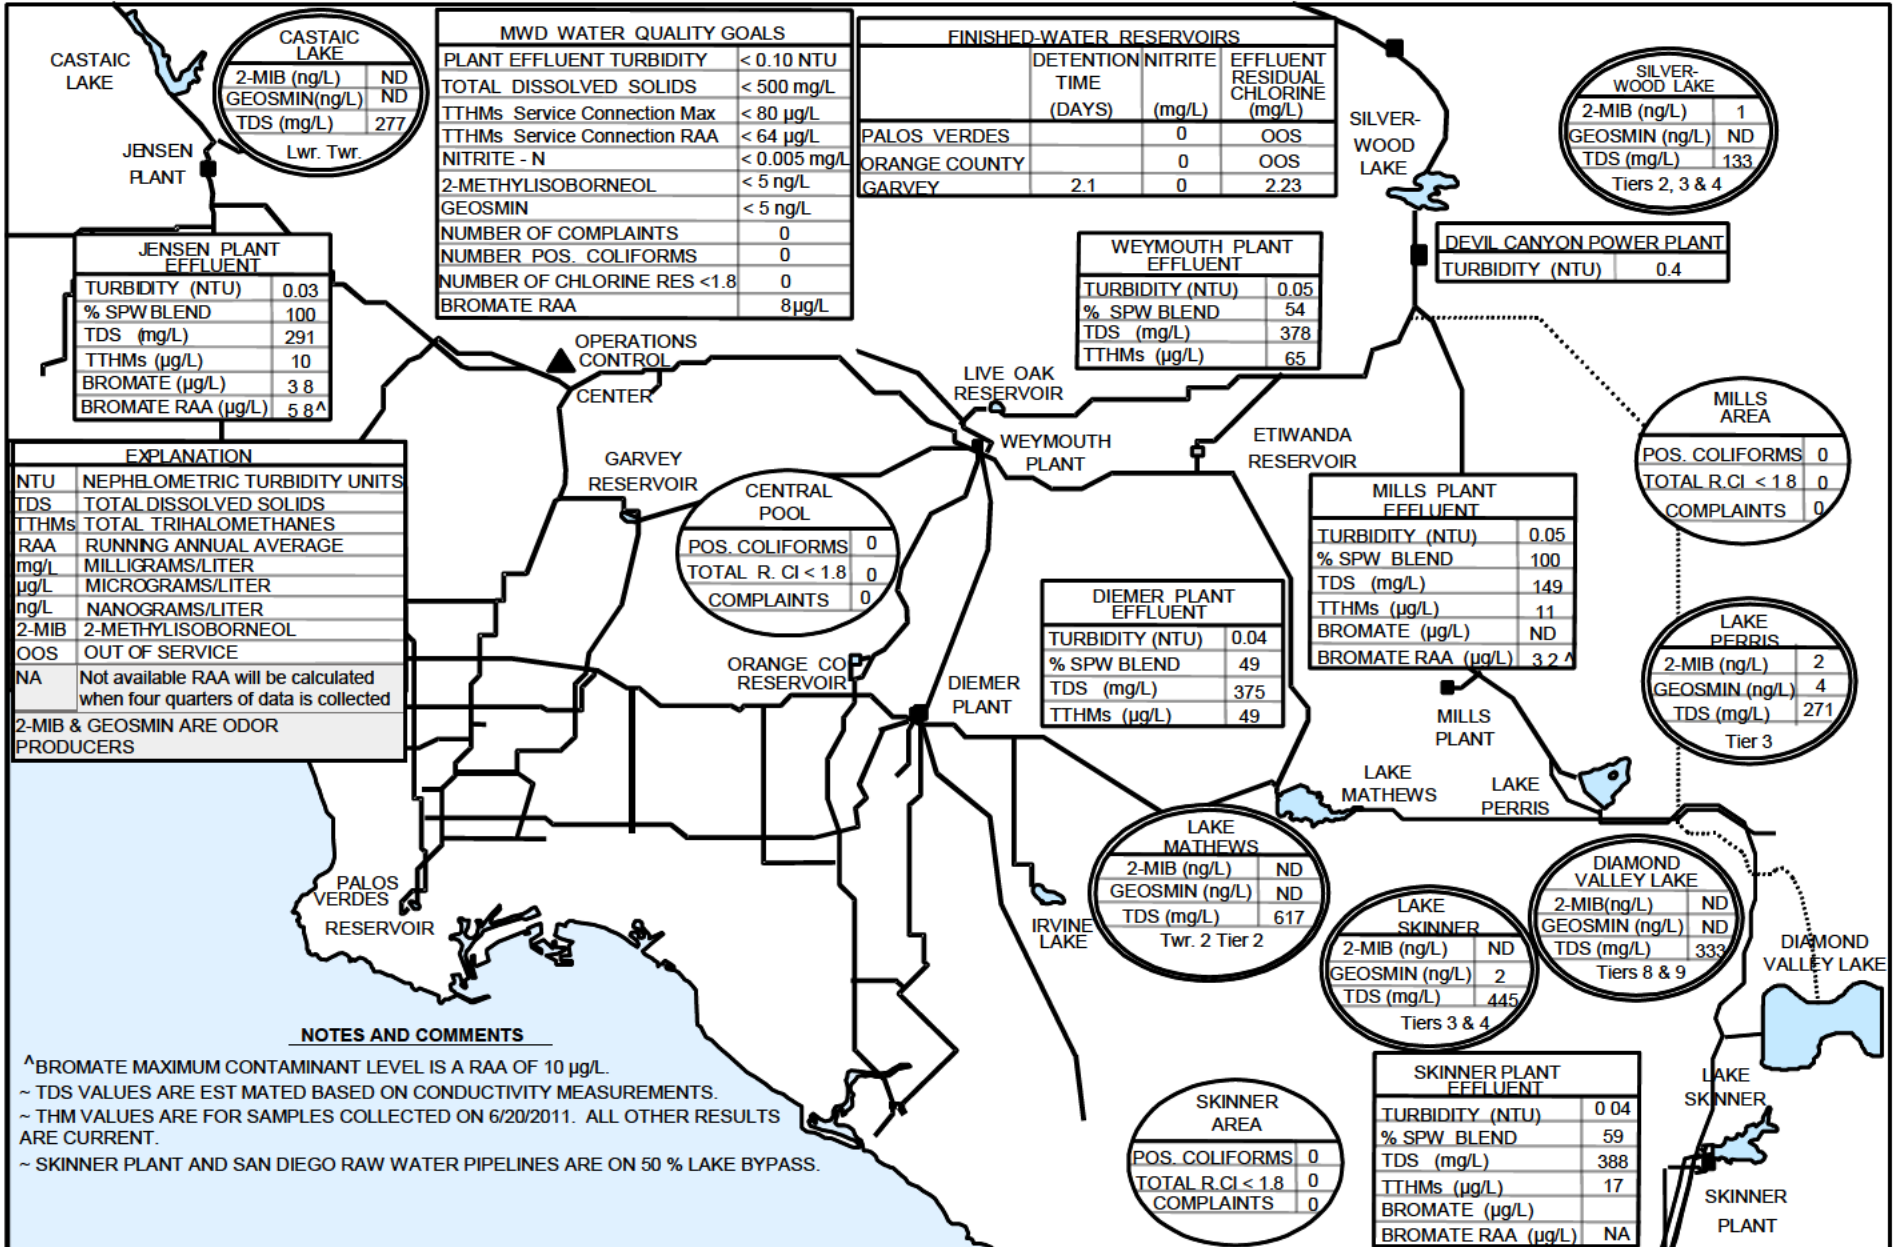 CASTAIC
LAKE
CASTAIC
LAKE
2-MIB (ng/L) ND
GEOSMIN(ng/L) ND
TDS (mg/L) 277
Lwr. Twr.
JENSEN
PLANT
MWD WATER QUALITY GOALS
PLANT EFFLUENT TURBIDITY < 0.10 NTU
TOTAL DISSOLVED SOLIDS < 500 mg/L
TTHMs Service Connection Max < 80 µg/L
TTHMs Service Connection RAA < 64 µg/L
NITRITE - N < 0.005 mg/L
2-METHYLISOBORNEOL < 5 ng/L
GEOSMIN < 5 ng/L
NUMBER OF COMPLAINTS 0
NUMBER POS. COLIFORMS 0
NUMBER OF CHLORINE RES <1.8 0
BROMATE RAA 8µg/L
FINISHED-WATER RESERVOIRS
DETENTION NITRITE EFFLUENT
TIME RESIDUAL
CHLORINE
(DAYS) (mg/L) (mg/L)
PALOS VERDES 0 OOS
ORANGE COUNTY 0 OOS
GARVEY 2.1 0 2.23
SILVER-
WOOD
LAKE
SILVER-
WOOD LAKE
2-MIB (ng/L) 1
GEOSMIN (ng/L) ND
TDS (mg/L) 133
Tiers 2, 3 & 4
DEVIL CANYON POWER PLANT
TURBIDITY (NTU) 0.4
JENSEN PLANT
EFFLUENT
TURBIDITY (NTU) 0.03
% SPW BLEND 100
TDS (mg/L) 291
TTHMs (µg/L) 10
BROMATE (µg/L) 3 8
BROMATE RAA (µg/L) 5 8^
WEYMOUTH PLANT
EFFLUENT
TURBIDITY (NTU) 0.05
% SPW BLEND 54
TDS (mg/L) 378
TTHMs (µg/L) 65
OPERATIONS
CONTROL
CENTER
LIVE OAK
RESERVOIR
WEYMOUTH
PLANT
ETIWANDA
RESERVOIR
GARVEY
RESERVOIR
MILLS
AREA
POS. COLIFORMS 0
TOTAL R.Cl < 1 8 0
COMPLAINTS 0
EXPLANATION
NTU NEPHELOMETRIC TURBIDITY UNITS
TDS TOTAL DISSOLVED SOLIDS
TTHMs TOTAL TRIHALOMETHANES
RAA RUNNING ANNUAL AVERAGE
mg/L MILLIGRAMS/LITER
µg/L MICROGRAMS/LITER
ng/L NANOGRAMS/LITER
2-MIB 2-METHYLISOBORNEOL
OOS OUT OF SERVICE
NA Not available RAA will be calculated
when four quarters of data is collected
2-MIB & GEOSMIN ARE ODOR
PRODUCERS
CENTRAL
POOL
POS. COLIFORMS 0
TOTAL R. Cl < 1.8 0
COMPLAINTS 0
MILLS PLANT
EFFLUENT
TURBIDITY (NTU) 0.05
% SPW BLEND 100
TDS (mg/L) 149
TTHMs (µg/L) 11
BROMATE (µg/L) ND
BROMATE RAA (µg/L) 3 2 ^
DIEMER PLANT
EFFLUENT
TURBIDITY (NTU) 0.04
% SPW BLEND 49
TDS (mg/L) 375
TTHMs (µg/L) 49
LAKE
PERRIS
2-MIB (ng/L) 2
GEOSMIN (ng/L) 4
TDS (mg/L) 271
Tier 3
ORANGE CO
RESERVOIR
DIEMER
PLANT
MILLS
PLANT
LAKE
MATHEWS
LAKE
PERRIS
PALOS
VERDES
RESERVOIR
IRVINE
LAKE
LAKE
MATHEWS
2-MIB (ng/L) ND
GEOSMIN (ng/L) ND
TDS (mg/L) 617
Twr. 2 Tier 2
LAKE
SKINNER
2-MIB (ng/L) ND
GEOSMIN (ng/L) 2
TDS (mg/L) 445
Tiers 3 & 4
DIAMOND
VALLEY LAKE
2-MIB(ng/L) ND
GEOSMIN (ng/L) ND
TDS (mg/L) 333
Tiers 8 & 9
DIAMOND
VALLEY LAKE
NOTES AND COMMENTS
^BROMATE MAXIMUM CONTAMINANT LEVEL IS A RAA OF 10 µg/L.
~ TDS VALUES ARE EST MATED BASED ON CONDUCTIVITY MEASUREMENTS.
~ THM VALUES ARE FOR SAMPLES COLLECTED ON 6/20/2011. ALL OTHER RESULTS
ARE CURRENT.
~ SKINNER PLANT AND SAN DIEGO RAW WATER PIPELINES ARE ON 50 % LAKE BYPASS.
SKINNER
AREA
POS. COLIFORMS 0
TOTAL R.Cl < 1.8 0
COMPLAINTS 0
SKINNER PLANT
EFFLUENT
TURBIDITY (NTU) 0 04
% SPW BLEND 59
TDS (mg/L) 388
TTHMs (µg/L) 17
BROMATE (µg/L)
BROMATE RAA (µg/L) NA
LAKE
SKINNER
SKINNER
PLANT